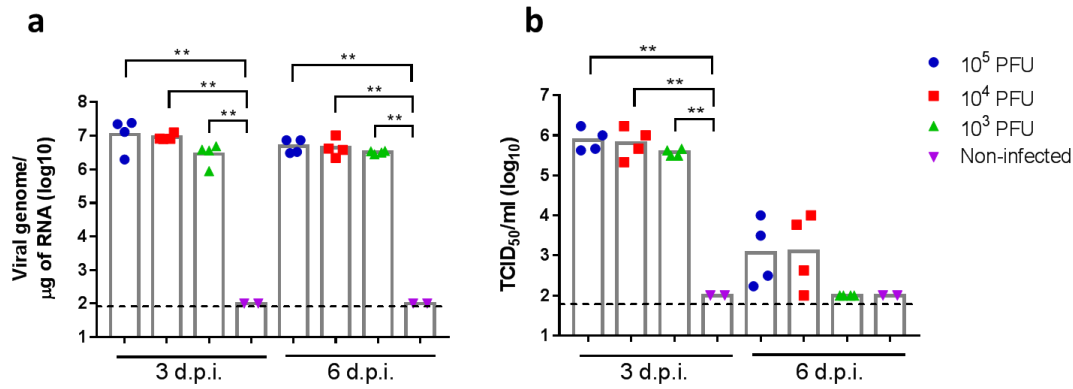 a
Viral genome/
µg of RNA (log10)
8
7
6
5
4
3
2
1
**
**
**
**
**
**
3 d.p.i.
6 d.p.i.
b
TCID50/ml (log10)
7
6
5
4
3
2
1
**
**
**
3 d.p.i.
6 d.p.i.
10^5 PFU
10^4 PFU
10^3 PFU
Non-infected